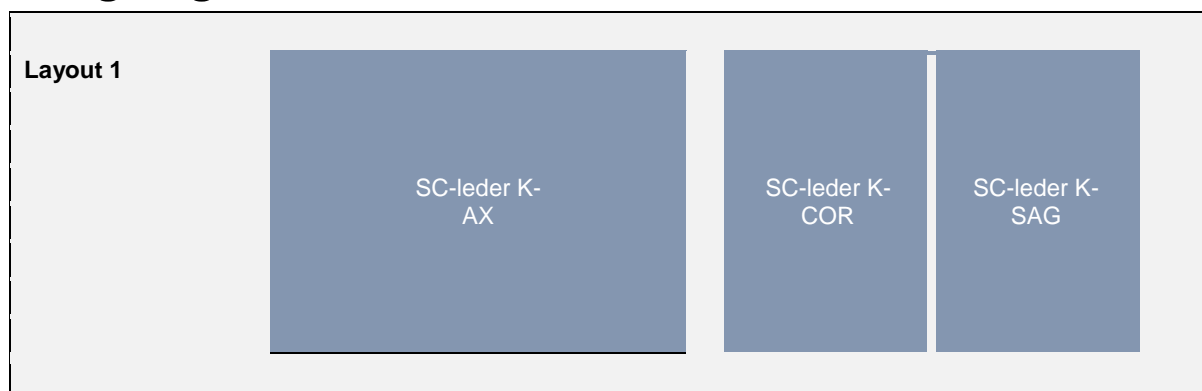 Layout 1
SC-leder K-
AX
SC-leder K-
COR
SC-leder K-
SAG